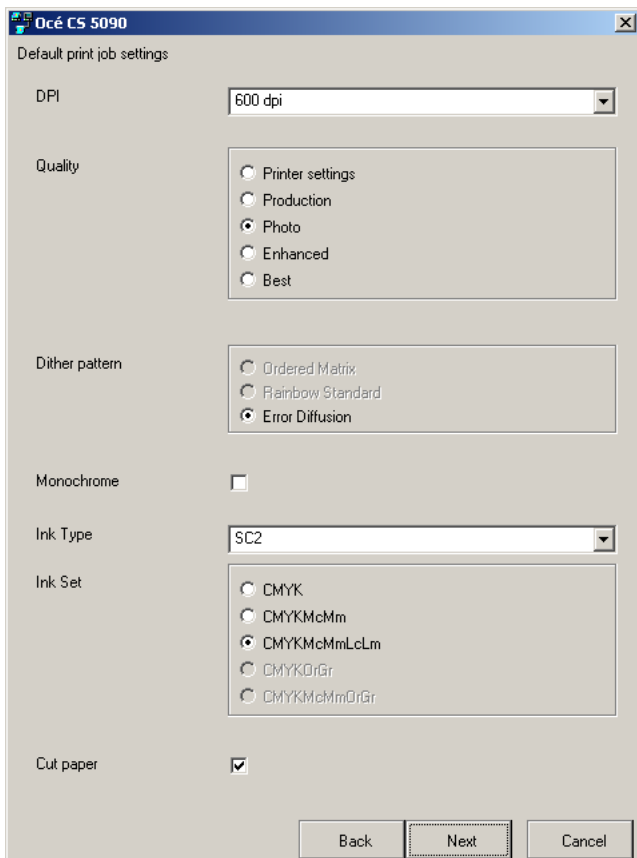 Océ CS 5090
Default print job settings
DPI
600 dpi
Quality
Printer settings
Production
Photo
Enhanced
Best
Dither pattern
Ordered Matrix
Rainbow Standard
Error Diffusion
Monochrome
Ink Type
SC2
Ink Set
CMYK
CMYKMcMm
CMYKMcMmLcLm
CMYKOrGr
CMYKMcMmOrGr
Cut paper
Back
Next
Cancel